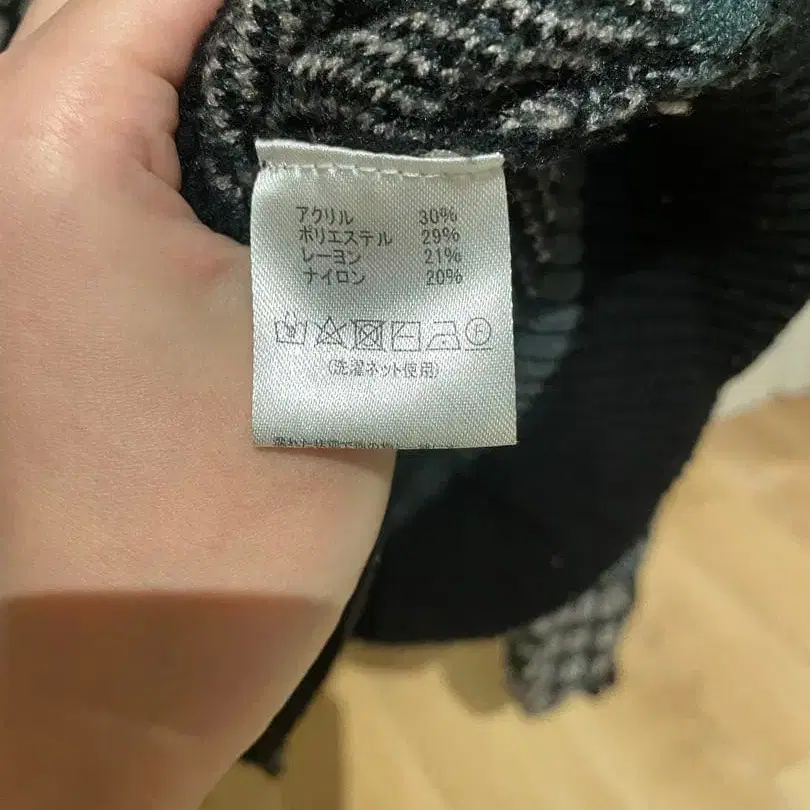 アクリル 30%
ポリエステル 29%
レーヨン 21%
ナイロン 20%
F
(洗濯ネット使用)